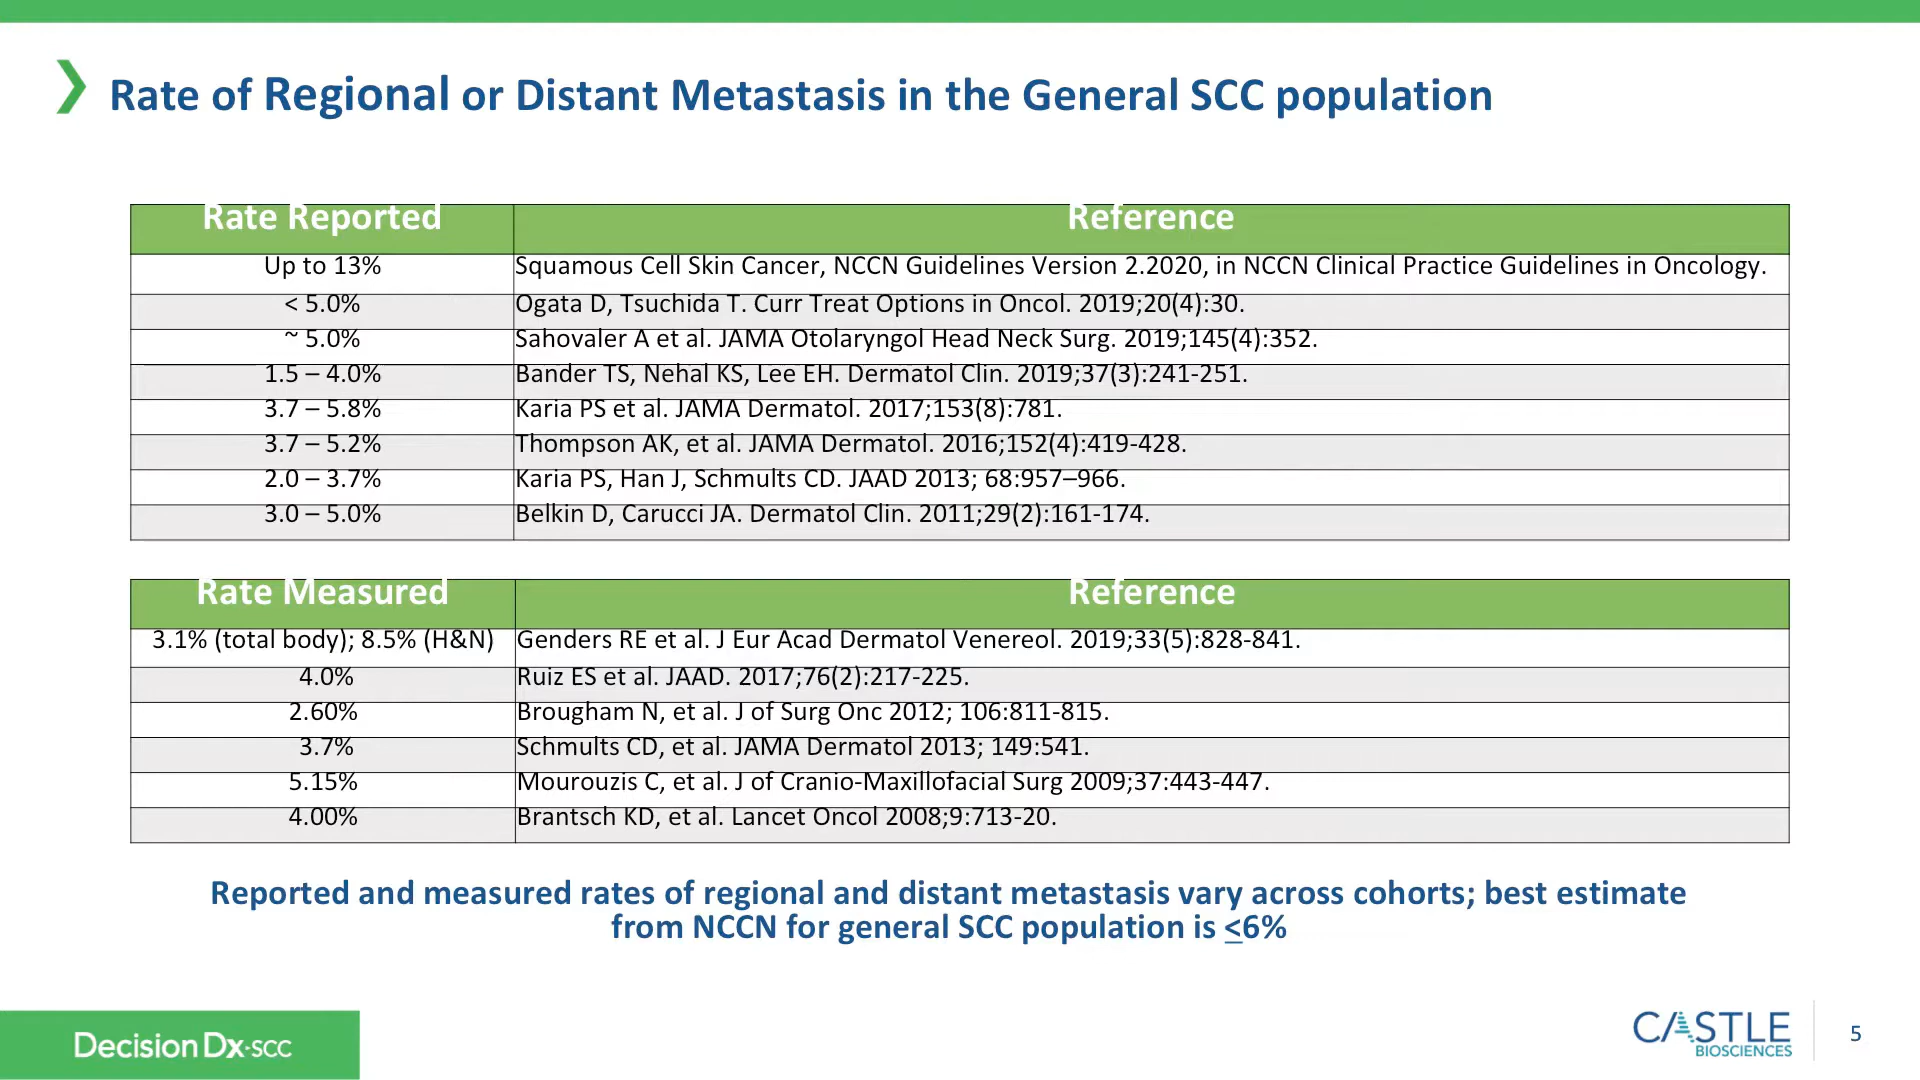 Rate of Regional or Distant Metastasis in the General SCC population
Rate Reported Reference
Up to 13% Squamous Cell Skin Cancer, NCCN Guidelines Version 2.2020, in NCCN Clinical Practice Guidelines in Oncology.
< 5.0% Ogata D, Tsuchida T. Curr Treat Options in Oncol. 2019;20(4):30.
~ 5.0% Sahovaler A et al. JAMA Otolaryngol Head Neck Surg. 2019;145(4):352.
1.5 – 4.0% Bander TS, Nehal KS, Lee EH. Dermatol Clin. 2019;37(3):241-251.
3.7 – 5.8% Karia PS et al. JAMA Dermatol. 2017;153(8):781.
3.7 – 5.2% Thompson AK, et al. JAMA Dermatol. 2016;152(4):419-428.
2.0 – 3.7% Karia PS, Han J, Schmults CD. JAAD 2013; 68:957–966.
3.0 – 5.0% Belkin D, Carucci JA. Dermatol Clin. 2011;29(2):161-174.
Rate Measured Reference
3.1% (total body); 8.5% (H&N) Genders RE et al. J Eur Acad Dermatol Venereol. 2019;33(5):828-841.
4.0% Ruiz ES et al. JAAD. 2017;76(2):217-225.
2.60% Brougham N, et al. J of Surg Onc 2012; 106:811-815.
3.7% Schmults CD, et al. JAMA Dermatol 2013; 149:541.
5.15% Mourouzis C, et al. J of Cranio-Maxillofacial Surg 2009;37:443-447.
4.00% Brantsch KD, et al. Lancet Oncol 2008;9:713-20.
Reported and measured rates of regional and distant metastasis vary across cohorts; best estimate
from NCCN for general SCC population is ≤6%
DecisionDx-SCC
CASTLE
BIOSCIENCES
5